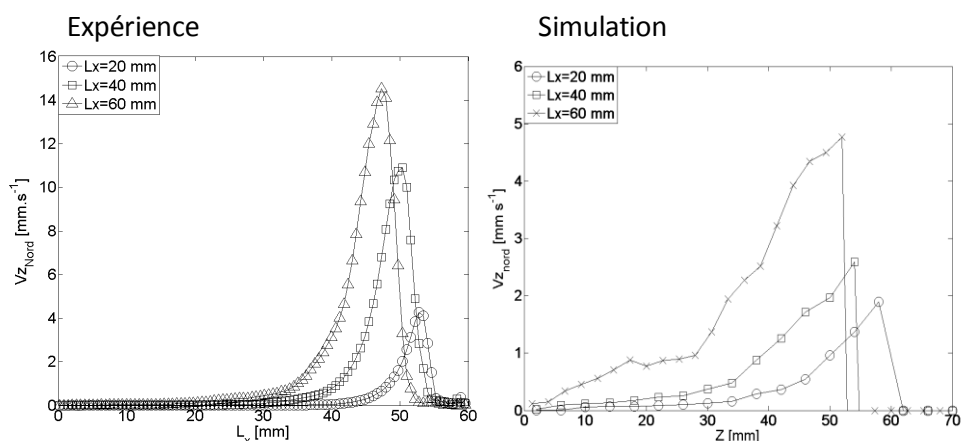 Expérience
Simulation
16
14
12
10
8
6
4
2
0
Vz_Nord [mm.s⁻¹]
Lx=20 mm
Lx=40 mm
Lx=60 mm
0 10 20 30 40 50 60
L_x [mm]
6
5
4
3
2
1
0
Vz_nord [mm s⁻¹]
Lx=20 mm
Lx=40 mm
Lx=60 mm
0 10 20 30 40 50 60 70
Z [mm]